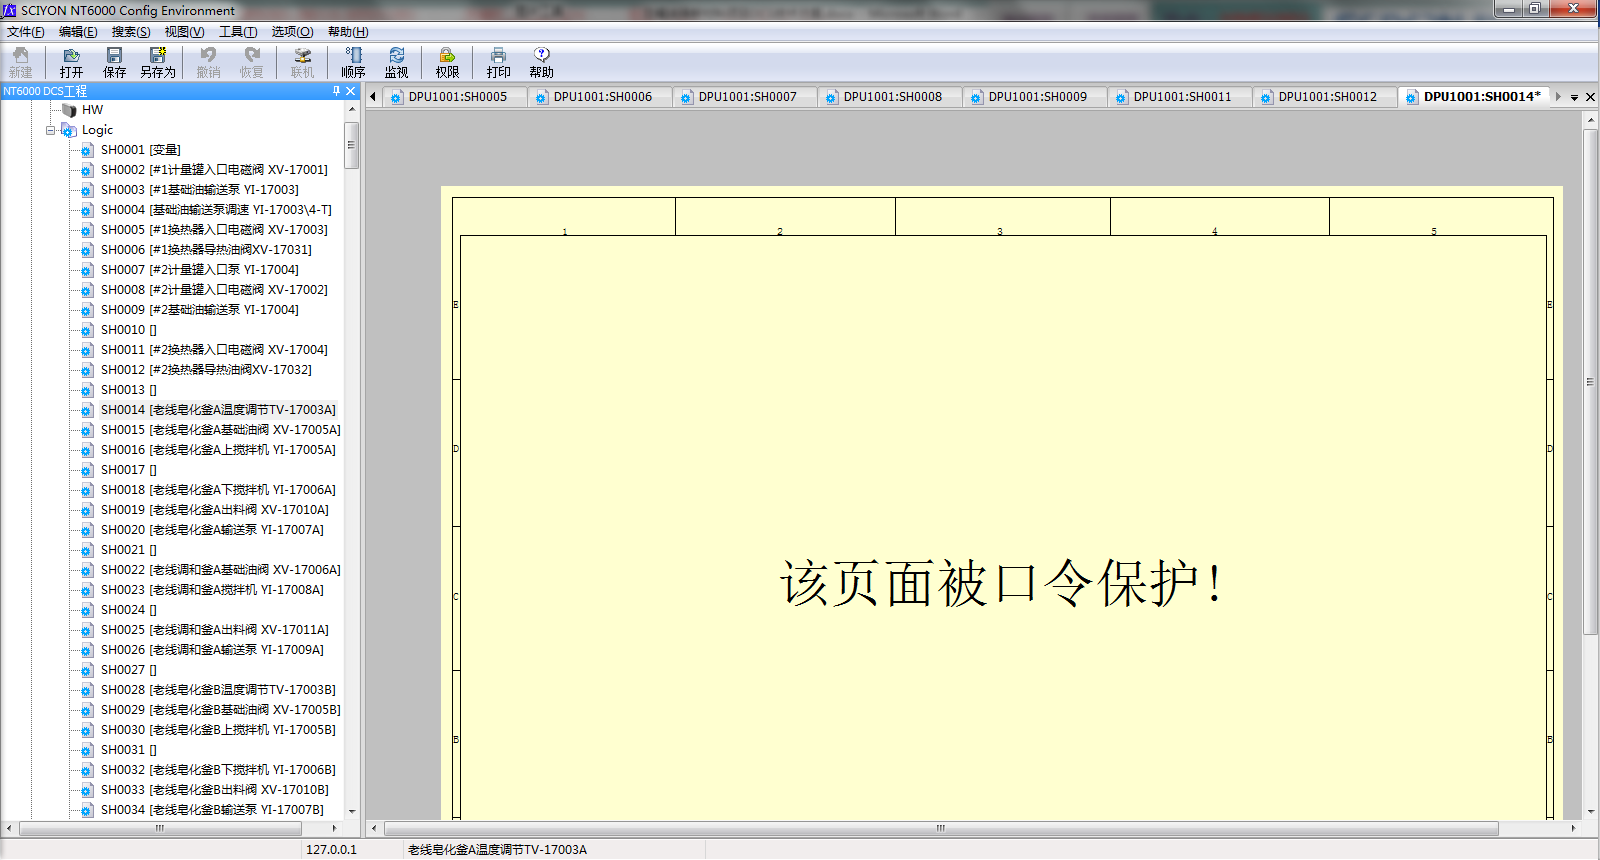 SCIYON NT6000 Config Environment
文件(F) 编辑(E) 搜索(S) 视图(V) 工具(T) 选项(O) 帮助(H)
新建 打开 保存 另存为 撤销 恢复 联机 顺序 监视 权限 打印 帮助
NT6000 DCS工程
DPU1001:SH0005 DPU1001:SH0006 DPU1001:SH0007 DPU1001:SH0008 DPU1001:SH0009 DPU1001:SH0011 DPU1001:SH0012 DPU1001:SH0014*
HW
Logic
SH0001 [变量]
SH0002 [#1计量罐入口电磁阀 XV-17001]
SH0003 [#1基础油输送泵 YI-17003]
SH0004 [基础油输送泵调速 YI-17003\4-T]
SH0005 [#1换热器入口电磁阀 XV-17003]
SH0006 [#1换热器导热油阀XV-17031]
SH0007 [#2计量罐入口泵 YI-17004]
SH0008 [#2计量罐入口电磁阀 XV-17002]
SH0009 [#2基础油输送泵 YI-17004]
SH0010 []
SH0011 [#2换热器入口电磁阀 XV-17004]
SH0012 [#2换热器导热油阀XV-17032]
SH0013 []
SH0014 [老线皂化釜A温度调节TV-17003A]
SH0015 [老线皂化釜A基础油阀 XV-17005A]
SH0016 [老线皂化釜A上搅拌机 YI-17005A]
SH0017 []
SH0018 [老线皂化釜A下搅拌机 YI-17006A]
SH0019 [老线皂化釜A出料阀 XV-17010A]
SH0020 [老线皂化釜A输送泵 YI-17007A]
SH0021 []
SH0022 [老线调和釜A基础油阀 XV-17006A]
SH0023 [老线调和釜A搅拌机 YI-17008A]
SH0024 []
SH0025 [老线调和釜A出料阀 XV-17011A]
SH0026 [老线调和釜A输送泵 YI-17009A]
SH0027 []
SH0028 [老线皂化釜B温度调节TV-17003B]
SH0029 [老线皂化釜B基础油阀 XV-17005B]
SH0030 [老线皂化釜B上搅拌机 YI-17005B]
SH0031 []
SH0032 [老线皂化釜B下搅拌机 YI-17006B]
SH0033 [老线皂化釜B出料阀 XV-17010B]
SH0034 [老线皂化釜B输送泵 YI-17007B]
1 2 3 4 5
E E
D D
该页面被口令保护!
C C
B B
127.0.0.1 老线皂化釜A温度调节TV-17003A